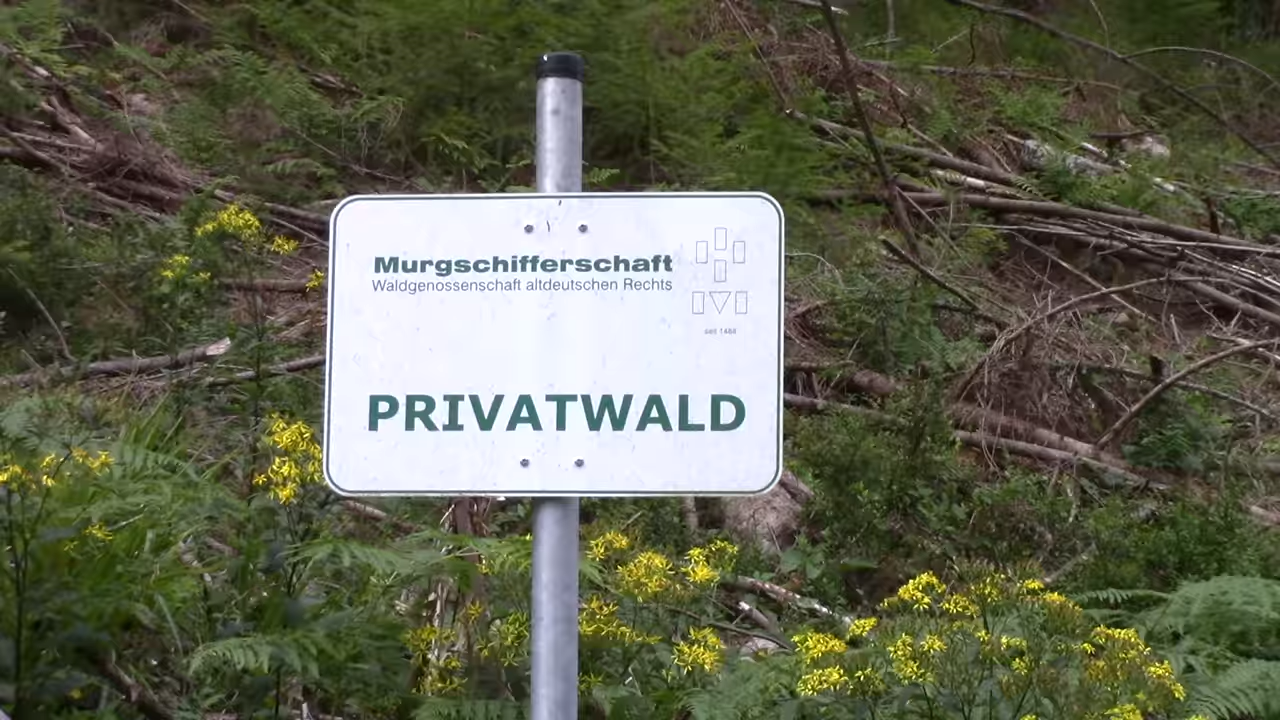 Murgschifferschaft
Waldgenossenschaft altdeutschen Rechts
seit 1488
PRIVATWALD